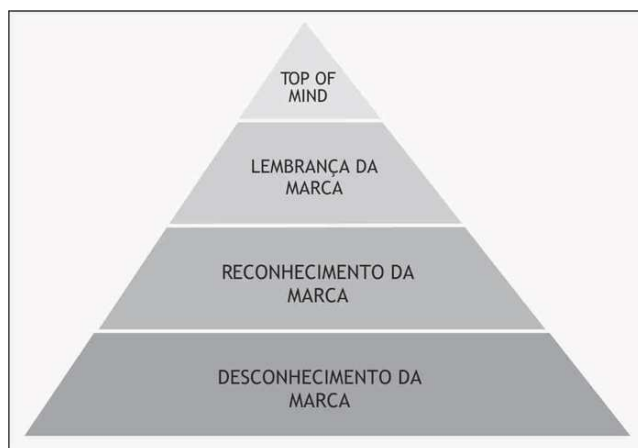 TOP OF
MIND
LEMBRANÇA DA
MARCA
RECONHECIMENTO DA
MARCA
DESCONHECIMENTO DA
MARCA